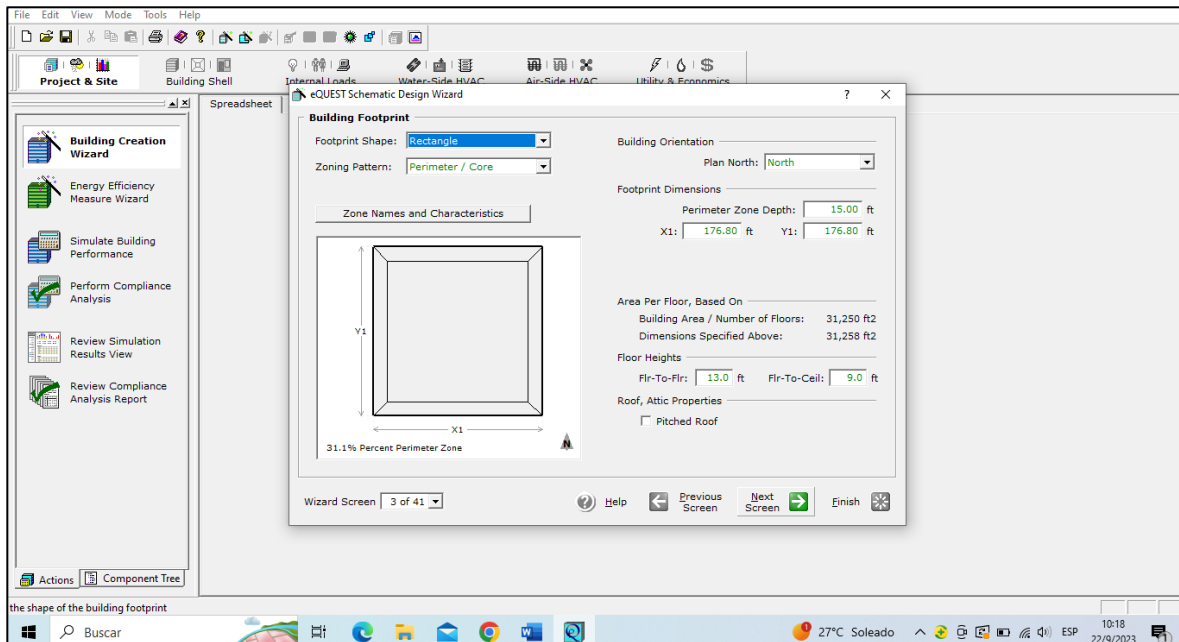 File Edit View Mode Tools Help
Project & Site Building Shell Internal Loads Water-Side HVAC Air-Side HVAC Utility & Economics
Spreadsheet
Building Creation
Wizard
Energy Efficiency
Measure Wizard
Simulate Building
Performance
Perform Compliance
Analysis
Review Simulation
Results View
Review Compliance
Analysis Report
Actions Component Tree
eQUEST Schematic Design Wizard ?
Building Footprint
Footprint Shape: Rectangle
Zoning Pattern: Perimeter / Core
Zone Names and Characteristics
Y1
X1
N
31.1% Percent Perimeter Zone
Building Orientation
Plan North: North
Footprint Dimensions
Perimeter Zone Depth: 15.00 ft
X1: 176.80 ft Y1: 176.80 ft
Area Per Floor, Based On
Building Area / Number of Floors: 31,250 ft2
Dimensions Specified Above: 31,258 ft2
Floor Heights
Flr-To-Flr: 13.0 ft Flr-To-Ceil: 9.0 ft
Roof, Attic Properties
Pitched Roof
Wizard Screen 3 of 41
Help
Previous
Screen
Next
Screen
Finish
the shape of the building footprint
Buscar
27°C Soleado
ESP
10:18
22/9/2023